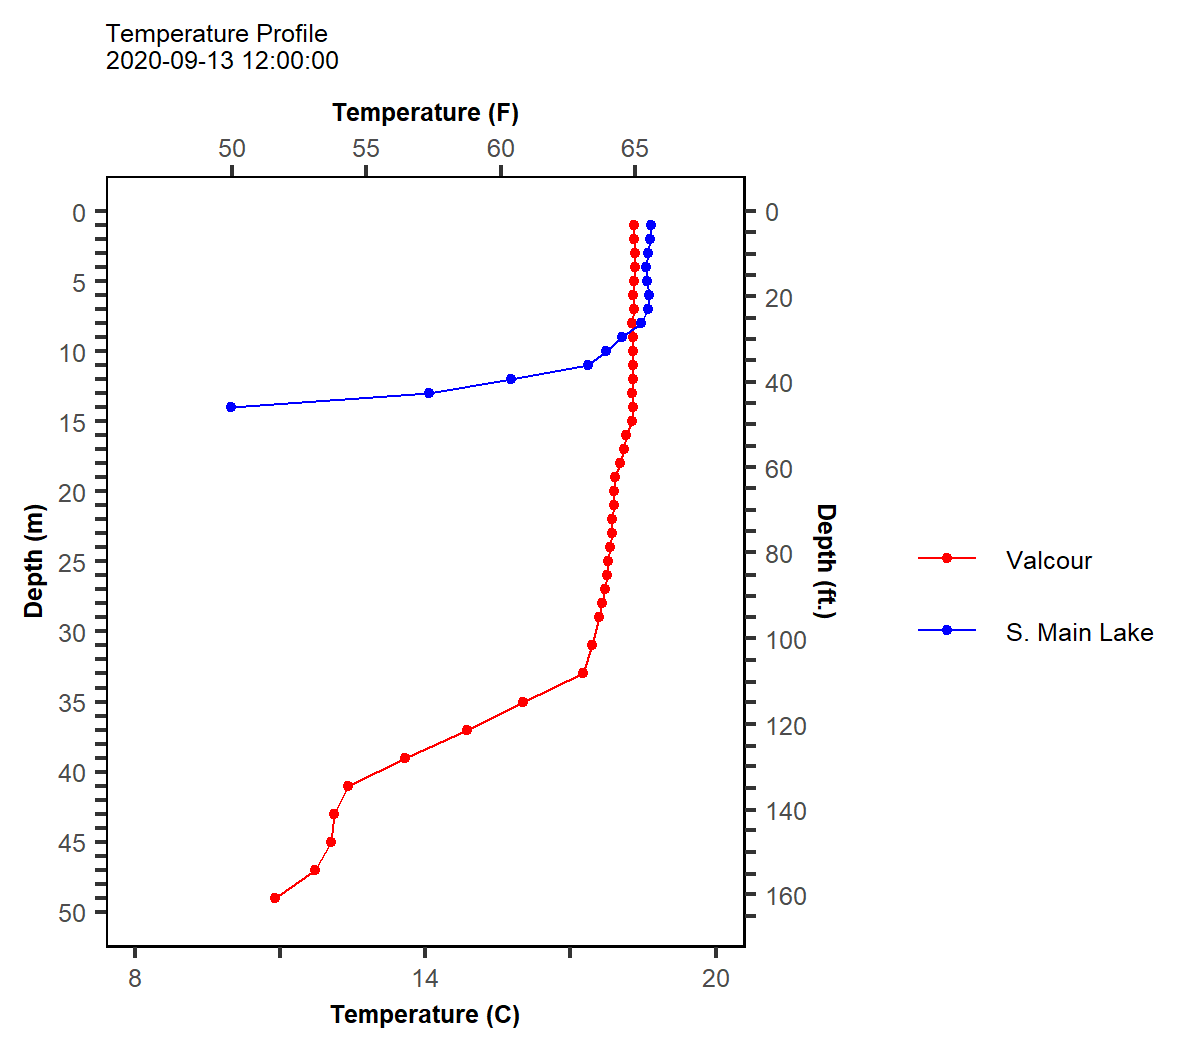 Temperature Profile
2020-09-13 12:00:00
Temperature (F)
50 55 60 65
0
5
10
15
20
25
30
35
40
45
50
Depth (m)
0
20
40
60
80
100
120
140
160
Depth (ft.)
Valcour
S. Main Lake
8 14 20
Temperature (C)